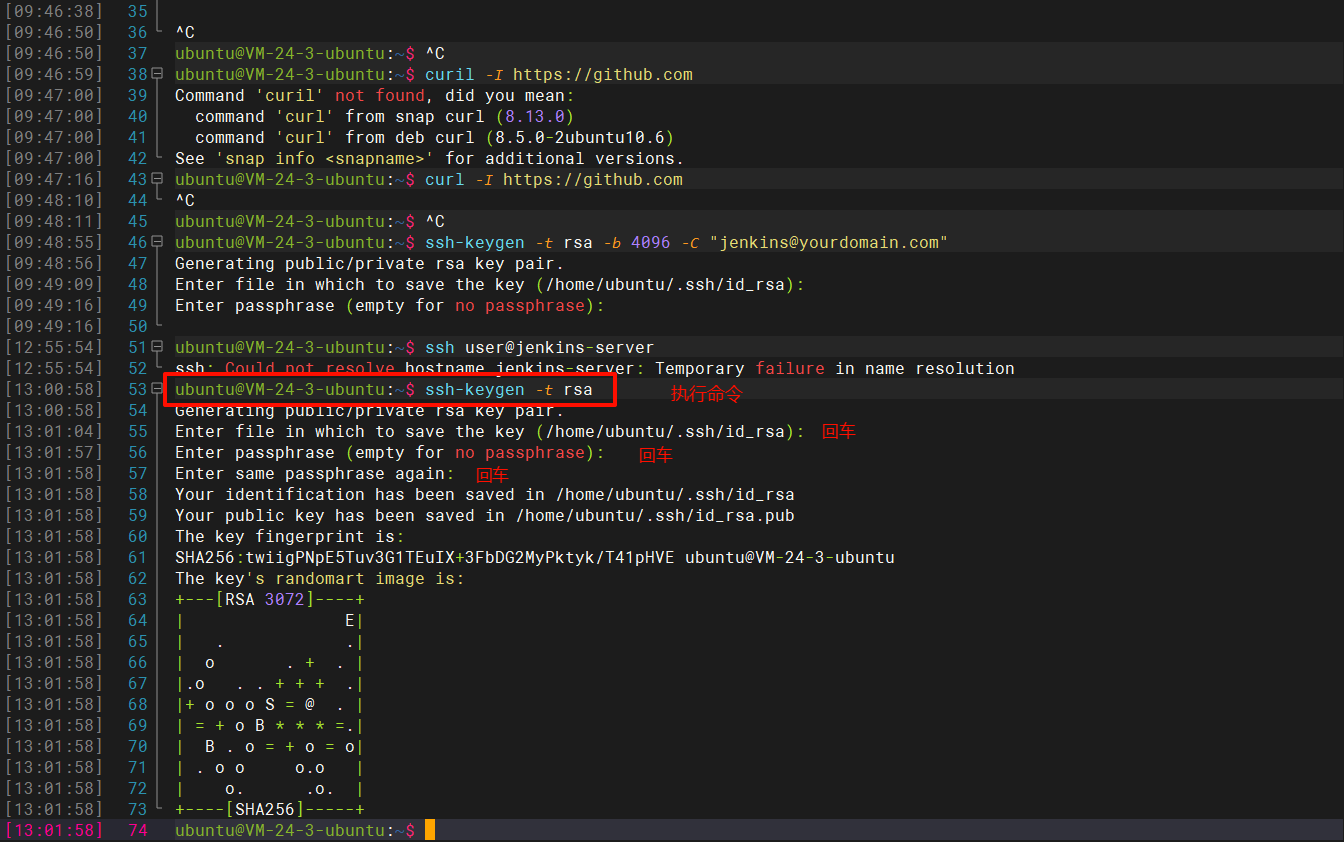 [09:46:38] 35
[09:46:50] 36 ^C
[09:46:50] 37 ubuntu@VM-24-3-ubuntu:~$ ^C
[09:46:59] 38 ubuntu@VM-24-3-ubuntu:~$ curil -I https://github.com
[09:47:00] 39 Command 'curil' not found, did you mean:
[09:47:00] 40   command 'curl' from snap curl (8.13.0)
[09:47:00] 41   command 'curl' from deb curl (8.5.0-2ubuntu10.6)
[09:47:00] 42 See 'snap info <snapname>' for additional versions.
[09:47:16] 43 ubuntu@VM-24-3-ubuntu:~$ curl -I https://github.com
[09:48:10] 44 ^C
[09:48:11] 45 ubuntu@VM-24-3-ubuntu:~$ ^C
[09:48:55] 46 ubuntu@VM-24-3-ubuntu:~$ ssh-keygen -t rsa -b 4096 -C "jenkins@yourdomain.com"
[09:48:56] 47 Generating public/private rsa key pair.
[09:49:09] 48 Enter file in which to save the key (/home/ubuntu/.ssh/id_rsa):
[09:49:16] 49 Enter passphrase (empty for no passphrase):
[09:49:16] 50
[12:55:54] 51 ubuntu@VM-24-3-ubuntu:~$ ssh user@jenkins-server
[12:55:54] 52 ssh: Could not resolve hostname jenkins-server: Temporary failure in name resolution
[13:00:58] 53 ubuntu@VM-24-3-ubuntu:~$ ssh-keygen -t rsa 执行命令
[13:00:58] 54 Generating public/private rsa key pair.
[13:01:04] 55 Enter file in which to save the key (/home/ubuntu/.ssh/id_rsa): 回车
[13:01:57] 56 Enter passphrase (empty for no passphrase): 回车
[13:01:58] 57 Enter same passphrase again: 回车
[13:01:58] 58 Your identification has been saved in /home/ubuntu/.ssh/id_rsa
[13:01:58] 59 Your public key has been saved in /home/ubuntu/.ssh/id_rsa.pub
[13:01:58] 60 The key fingerprint is:
[13:01:58] 61 SHA256:twiigPNpE5Tuv3G1TEuIX+3FbDG2MyPktyk/T41pHVE ubuntu@VM-24-3-ubuntu
[13:01:58] 62 The key's randomart image is:
[13:01:58] 63 +---[RSA 3072]----+
[13:01:58] 64 |                E|
[13:01:58] 65 |   .            .|
[13:01:58] 66 |  o       . +  . |
[13:01:58] 67 |.o   . . + + +  .|
[13:01:58] 68 |+ o o o S = @  . |
[13:01:58] 69 | = + o B * * * =.|
[13:01:58] 70 |  B . o = + o = o|
[13:01:58] 71 | . o o     o.o   |
[13:01:58] 72 |    o.      .o.  |
[13:01:58] 73 +----[SHA256]-----+
[13:01:58] 74 ubuntu@VM-24-3-ubuntu:~$